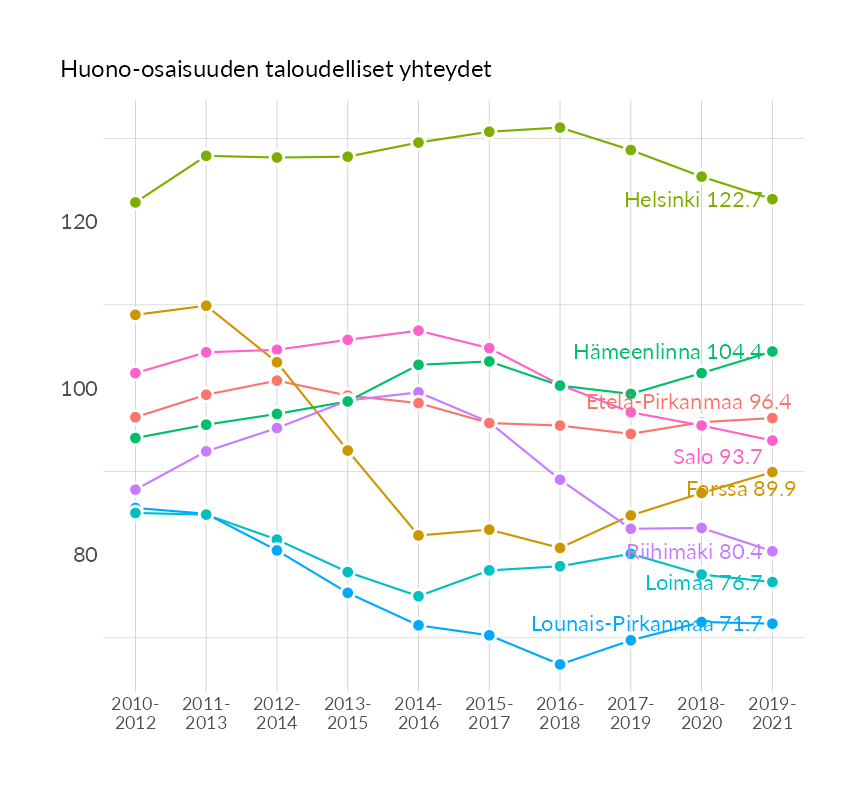 Huono-osaisuuden taloudelliset yhteydet
Helsinki 122.7
120
Hämeenlinna 104.4
100
Etelä-Pirkanmaa 96.4
Salo 93.7
Forssa 89.9
80
Riihimäki 80.4
Loimaa 76.7
Lounais-Pirkanmaa 71.7
2010- 2011- 2012- 2013- 2014- 2015- 2016- 2017- 2018- 2019-
2012 2013 2014 2015 2016 2017 2018 2019 2020 2021